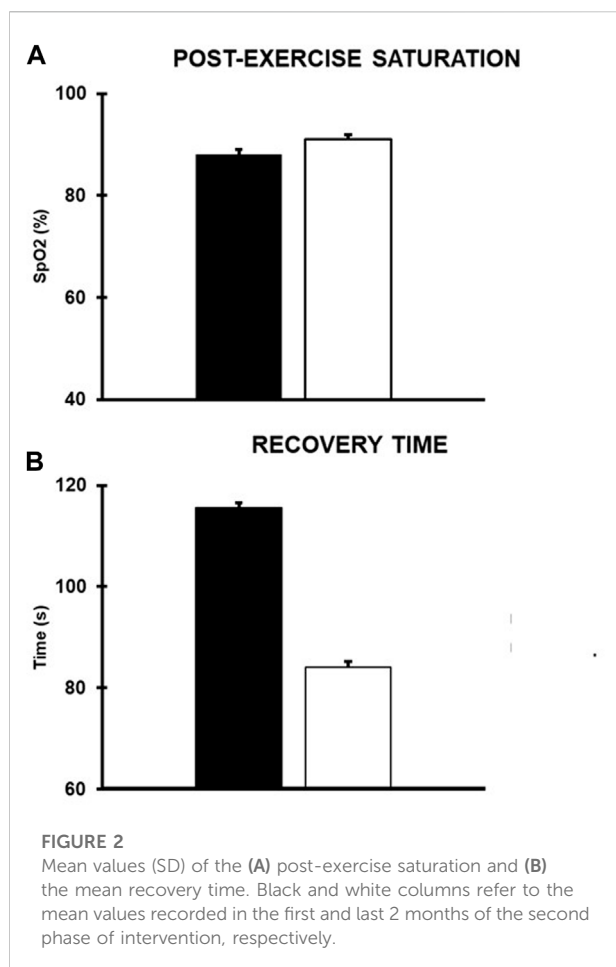 A
POST-EXERCISE SATURATION
100
80
60
40
SpO2 (%)
B
RECOVERY TIME
120
100
80
60
Time (s)
FIGURE 2
Mean values (SD) of the (A) post-exercise saturation and (B)
the mean recovery time. Black and white columns refer to the
mean values recorded in the first and last 2 months of the second
phase of intervention, respectively.